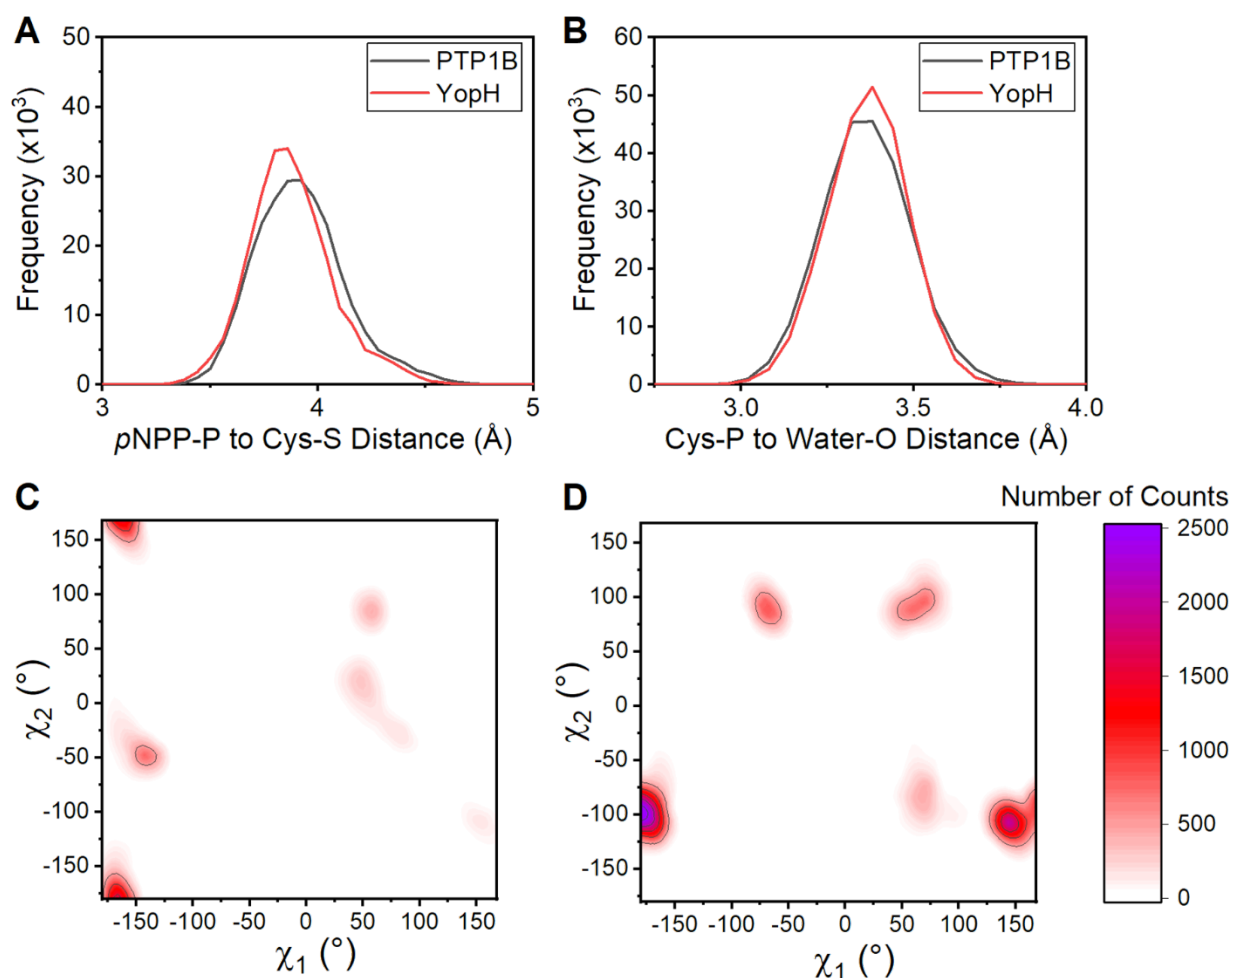 A
Frequency (x10³)
50
40
30
20
10
0
PTP1B
YopH
3 4 5
pNPP-P to Cys-S Distance (Å)
B
Frequency (x10³)
60
50
40
30
20
10
0
PTP1B
YopH
3.0 3.5 4.0
Cys-P to Water-O Distance (Å)
C
χ₂ (°)
150
100
50
0
-50
-100
-150
-150 -100 -50 0 50 100 150
χ₁ (°)
D
χ₂ (°)
150
100
50
0
-50
-100
-150
-150 -100 -50 0 50 100 150
χ₁ (°)
Number of Counts
2500
2000
1500
1000
500
0